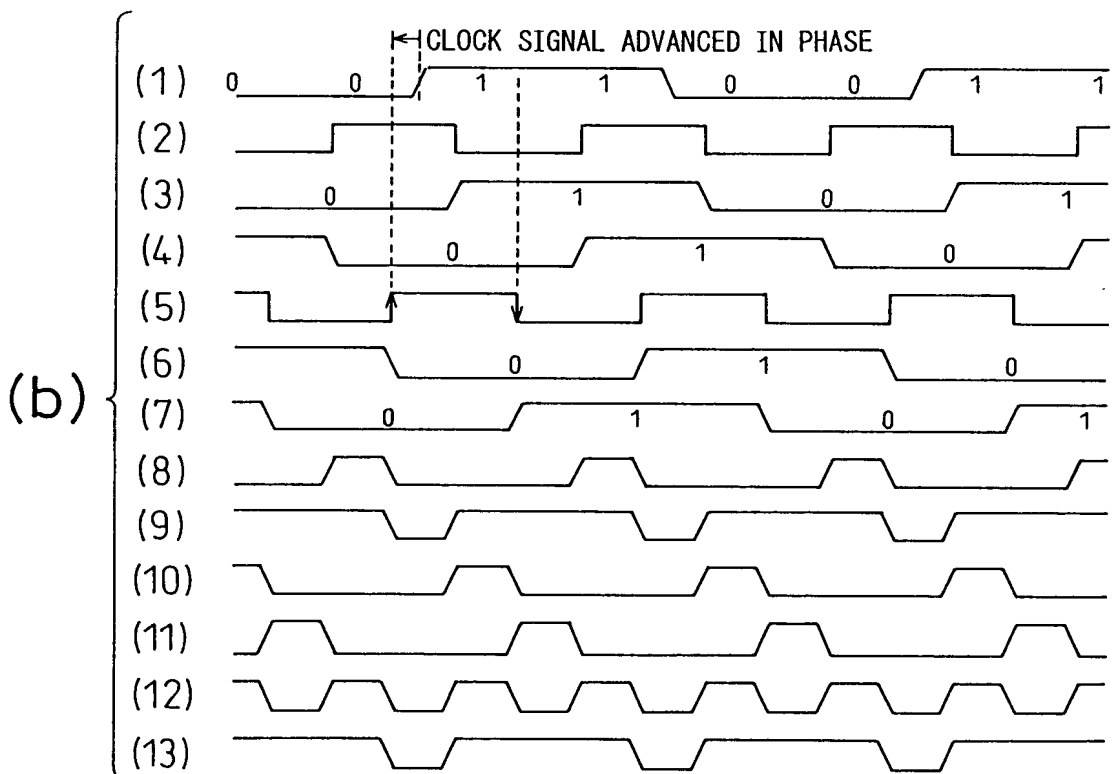 CLOCK SIGNAL ADVANCED IN PHASE
(1) 0 0 1 1 0 0 1 1
(2)
(3) 0 1 0 1
(4) 0 1 0
(5)
(6) 0 1 0
(b)
(7) 0 1 0 1
(8)
(9)
(10)
(11)
(12)
(13)